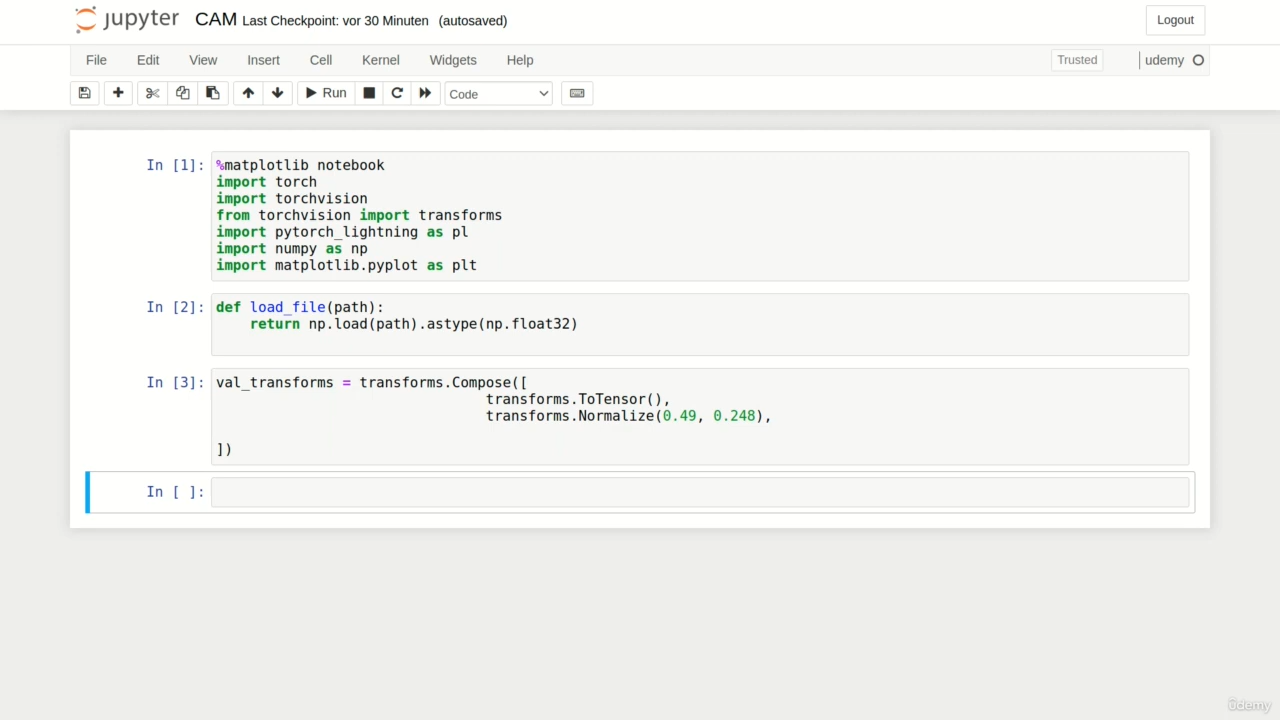 jupyter CAM Last Checkpoint: vor 30 Minuten (autosaved) Logout
File Edit View Insert Cell Kernel Widgets Help Trusted udemy
Run Code
In [1]: %matplotlib notebook
import torch
import torchvision
from torchvision import transforms
import pytorch_lightning as pl
import numpy as np
import matplotlib.pyplot as plt
In [2]: def load_file(path):
    return np.load(path).astype(np.float32)
In [3]: val_transforms = transforms.Compose([
                                transforms.ToTensor(),
                                transforms.Normalize(0.49, 0.248),
])
In [ ]:
ûdemy